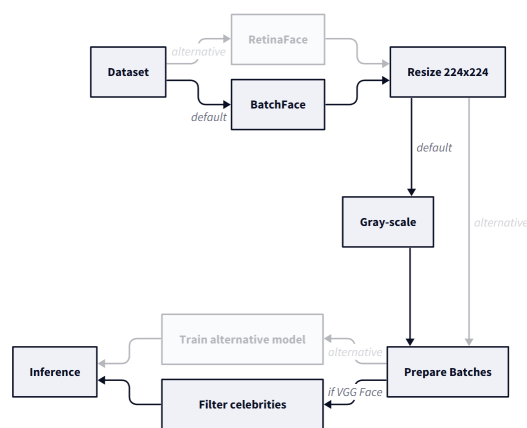 RetinaFace
alternative
Dataset
Resize 224x224
BatchFace
default
default
Gray-scale
alternative
Train alternative model
alternative
Inference
Prepare Batches
if VGG Face
Filter celebrities